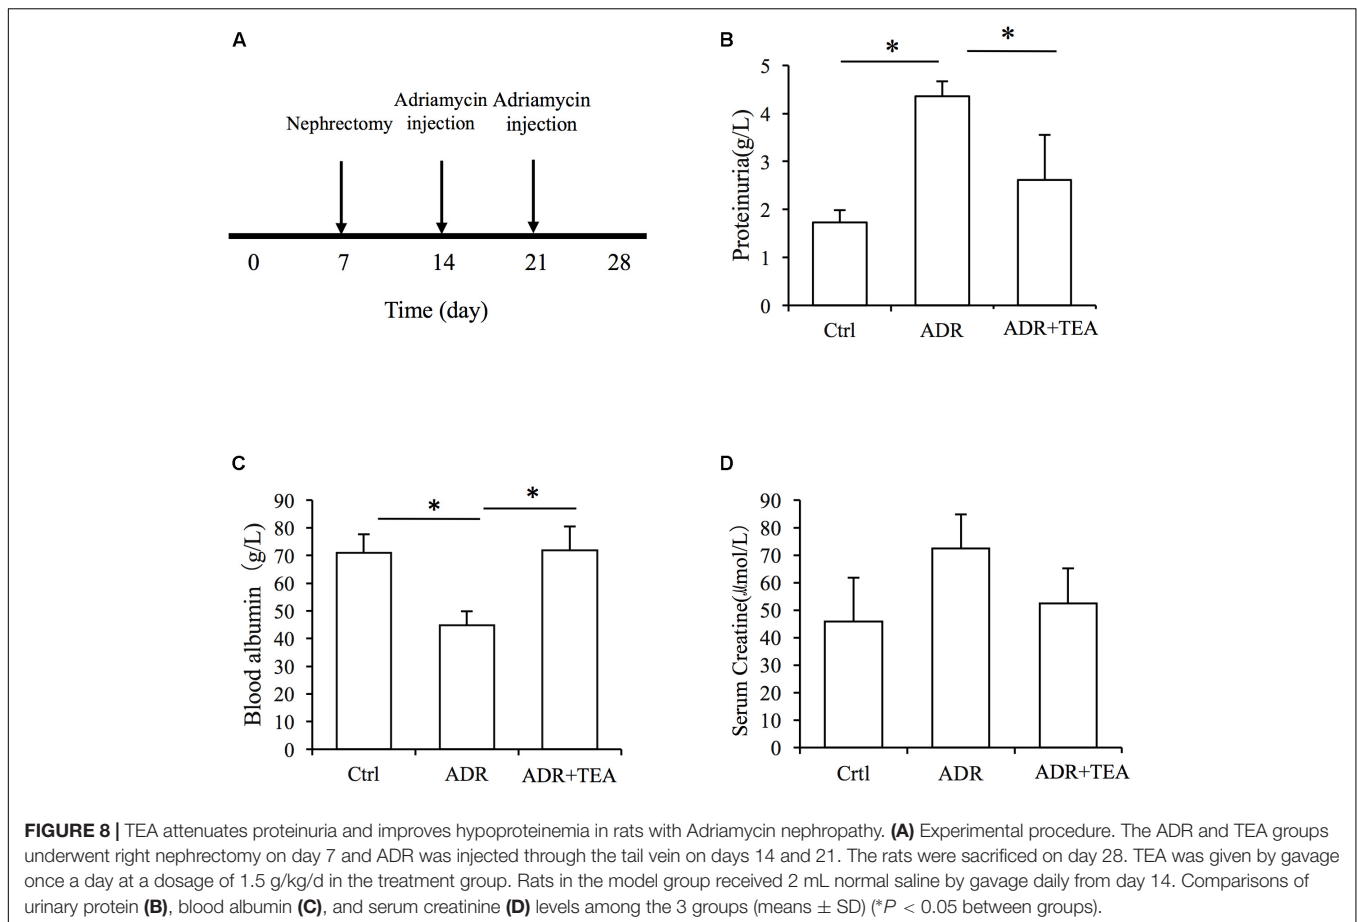 A
Adriamycin Adriamycin
Nephrectomy injection injection
0 7 14 21 28
Time (day)
B
* *
5
4
3
2
1
0
Proteinuria(g/L)
Ctrl ADR ADR+TEA
C
* *
90
80
70
60
50
40
30
20
10
0
Blood albumin (g/L)
Ctrl ADR ADR+TEA
D
90
80
70
60
50
40
30
20
10
0
Serum Creatine(μmol/L)
Crtl ADR ADR+TEA
FIGURE 8 | TEA attenuates proteinuria and improves hypoproteinemia in rats with Adriamycin nephropathy. (A) Experimental procedure. The ADR and TEA groups
underwent right nephrectomy on day 7 and ADR was injected through the tail vein on days 14 and 21. The rats were sacrificed on day 28. TEA was given by gavage
once a day at a dosage of 1.5 g/kg/d in the treatment group. Rats in the model group received 2 mL normal saline by gavage daily from day 14. Comparisons of
urinary protein (B), blood albumin (C), and serum creatinine (D) levels among the 3 groups (means ± SD) (*P < 0.05 between groups).